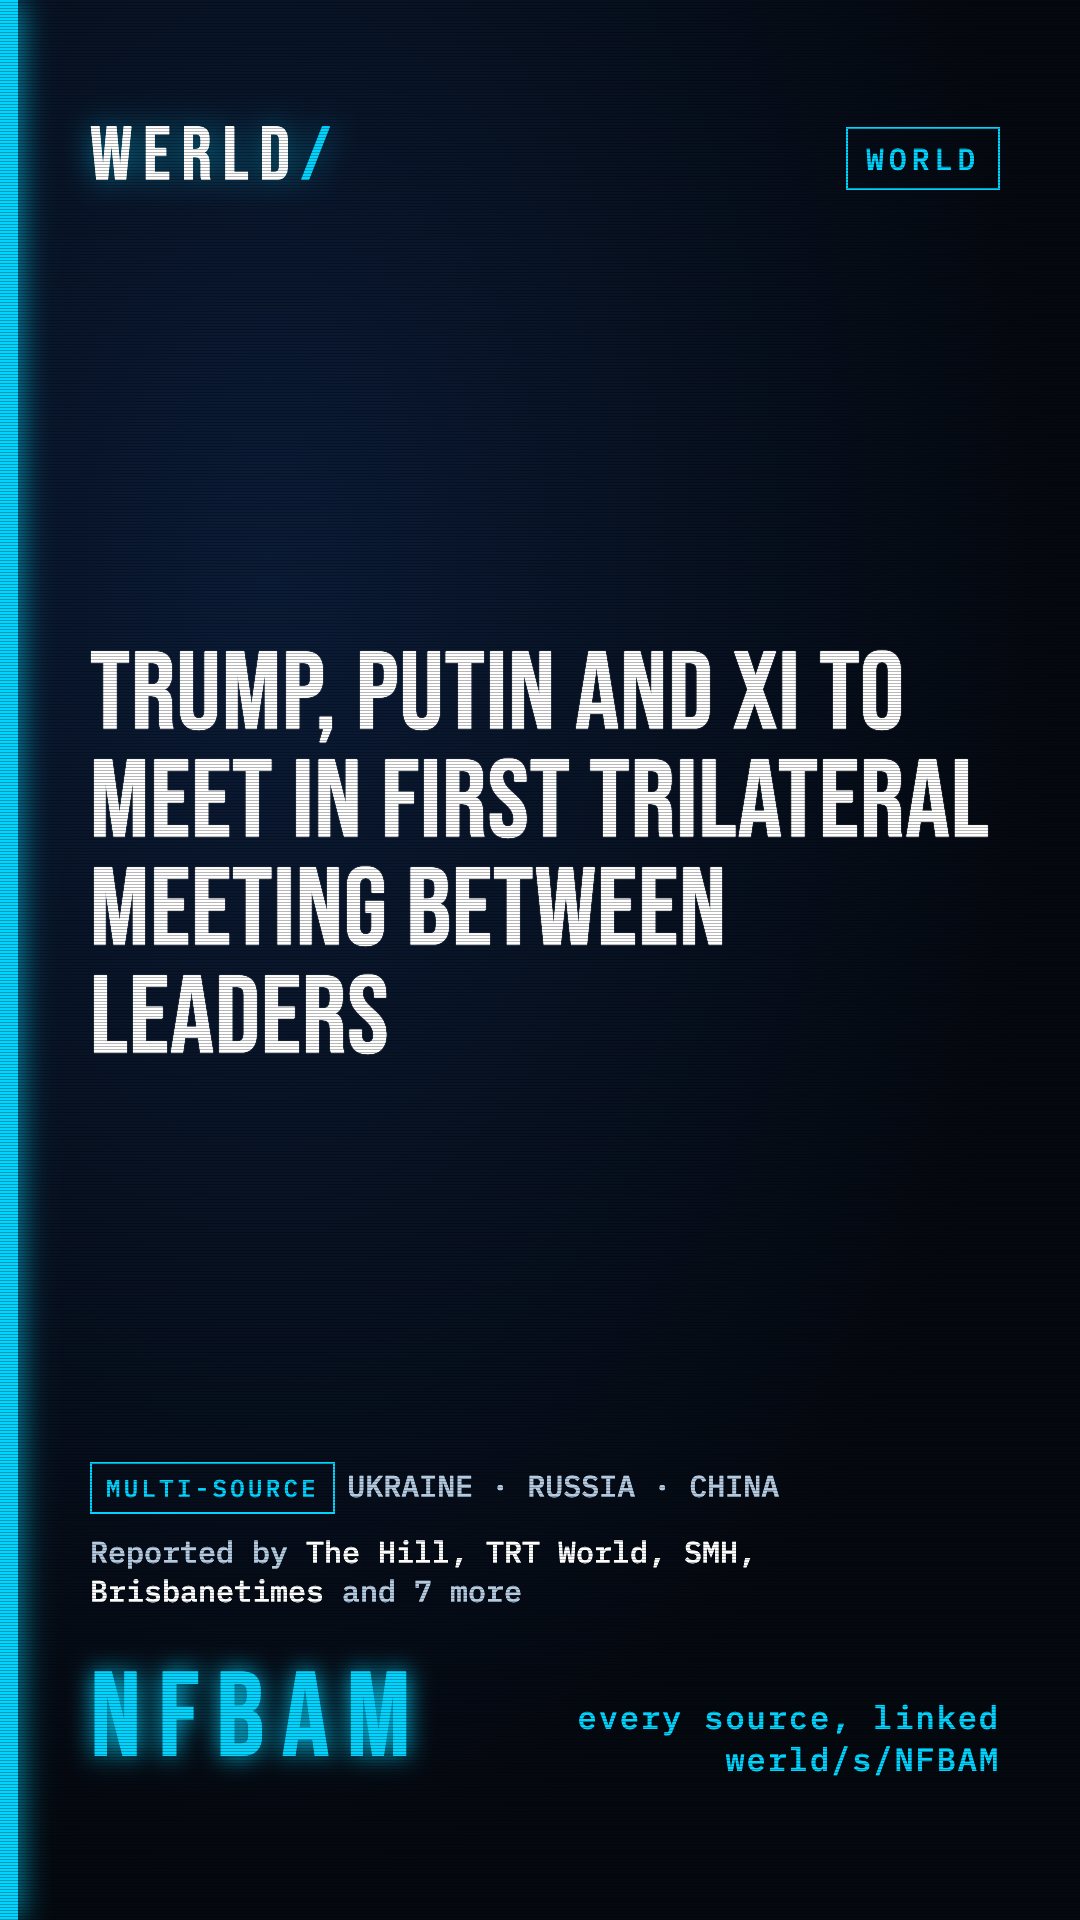 WERLD/
WORLD
TRUMP, PUTIN AND XI TO
MEET IN FIRST TRILATERAL
MEETING BETWEEN
LEADERS
MULTI-SOURCE UKRAINE · RUSSIA · CHINA
Reported by The Hill, TRT World, SMH,
Brisbanetimes and 7 more
NFBAM
every source, linked
werld/s/NFBAM